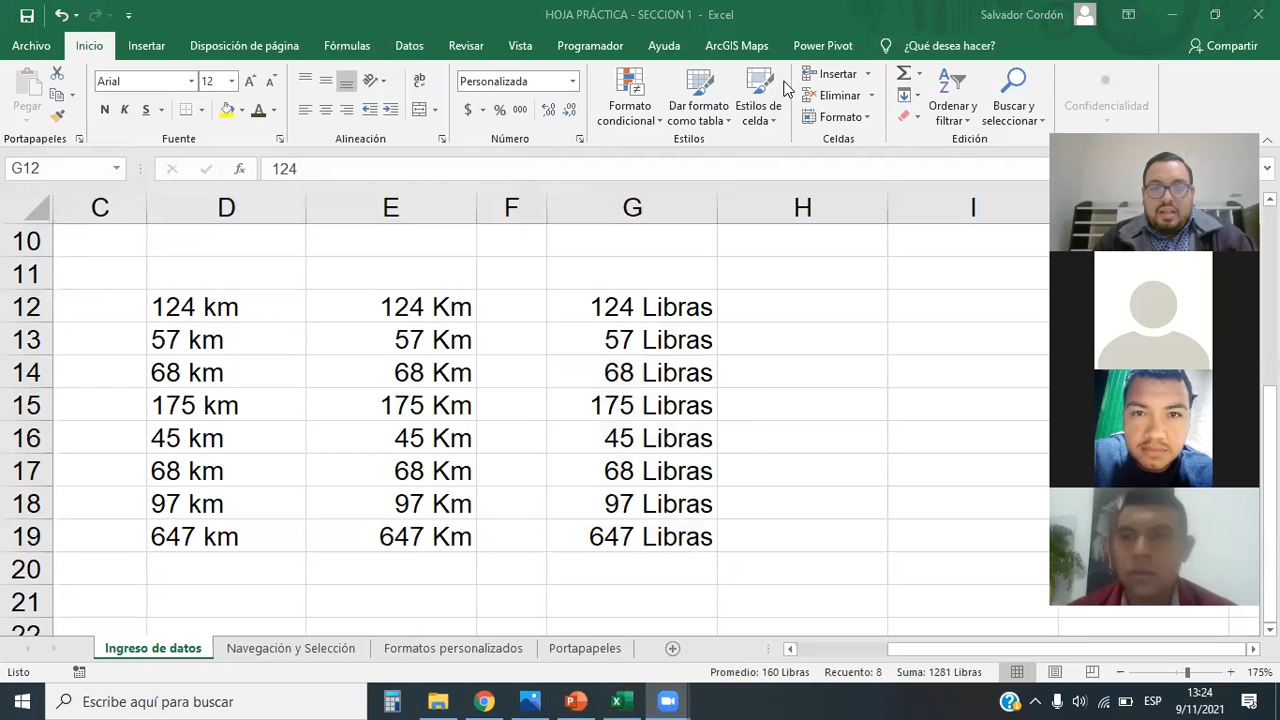 HOJA PRÁCTICA - SECCION 1 - Excel
Salvador Cordón
Archivo Inicio Insertar Disposición de página Fórmulas Datos Revisar Vista Programador Ayuda ArcGIS Maps Power Pivot ¿Qué desea hacer? Compartir
Pegar
Portapapeles
Arial 12
N K S
Fuente
ab
Alineación
Personalizada
$ % 000
Número
Formato condicional
Dar formato como tabla
Estilos de celda
Estilos
Insertar
Eliminar
Formato
Celdas
Ordenar y filtrar
Buscar y seleccionar
Edición
Confidencialidad
G12 fx 124
C D E F G H I
10
11
12 124 km 124 Km 124 Libras
13 57 km 57 Km 57 Libras
14 68 km 68 Km 68 Libras
15 175 km 175 Km 175 Libras
16 45 km 45 Km 45 Libras
17 68 km 68 Km 68 Libras
18 97 km 97 Km 97 Libras
19 647 km 647 Km 647 Libras
20
21
22
Ingreso de datos Navegación y Selección Formatos personalizados Portapapeles
Listo Promedio: 160 Libras Recuento: 8 Suma: 1281 Libras 175%
Escribe aquí para buscar
ESP
13:24
9/11/2021